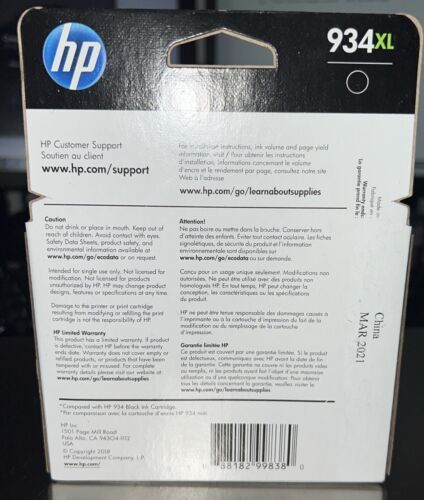 hp
934XL
HP Customer Support
Soutien au client
www.hp.com/support
For installation instructions, ink volume and page yield
information, visit / Pour obtenir les instructions
d'installation, et les informations concernant le volume
d'encre et le rendement par page, consultez notre site
Web à l'adresse
www.hp.com/go/learnaboutsupplies
Made in
Fabriqué en
Warranty ends:
La garantie prend fin le :
China
MAR 2021
Caution
Do not drink or place in mouth. Keep out of
reach of children. Avoid contact with eyes.
Safety Data Sheets, product safety, and
environmental information available at
www.hp.com/go/ecodata or on request.
Intended for single use only. Not licensed for
modification. Not licensed for products
unauthorized by HP. HP may change product
designs, features or specifications at any time.
Damage to the printer or print cartridge
resulting from modifying or refilling the print
cartridge is not the responsibility of HP.
HP Limited Warranty
This product has a limited warranty. If product
is defective, contact HP before the warranty
ends. Warranty does not cover empty or
refilled products, or products that have been
tampered with or misused. For complete
warranty details visit our website at
www.hp.com/go/learnaboutsupplies
Attention!
Ne pas boire ou mettre dans la bouche. Conserver hors
d'atteinte des enfants. Éviter tout contact oculaire. Les fiches
signalétiques, de sécurité du produit et l'information
environnementale sont disponibles sur
www.hp.com/go/ecodata ou sur demande.
Conçu pour un usage unique seulement. Modifications non
autorisées. Ne peut être utilisé avec des produits non
homologués HP. En tout temps, HP peut changer la
conception, les caractéristiques ou les spécifications
du produit.
HP ne peut être tenue responsable des dommages causés à
l'imprimante ou à la cartouche d'impression du fait de la
modification ou du remplissage de la cartouche
d'impression.
Garantie limitée HP
Ce produit est couvert par une garantie limitée. Si le produit
est défectueux, communiquez avec HP avant la date de fin
de la garantie. Cette garantie ne couvre ni les produits vides
ou remplis, ni les produits ayant fait l'objet d'une mauvaise
utilisation ou d'une modification quelconque. Pour obtenir
tous les détails concernant la garantie, visitez
www.hp.com/go/learnaboutsupplies
*Compared with HP 934 Black Ink Cartridge.
*Par comparaison avec la cartouche d'encre HP 934 noir.
HP Inc.
1501 Page Mill Road
Palo Alto, CA 94304-1112
USA
© Copyright 2018
HP Development Company, L.P.
88182 99838 0